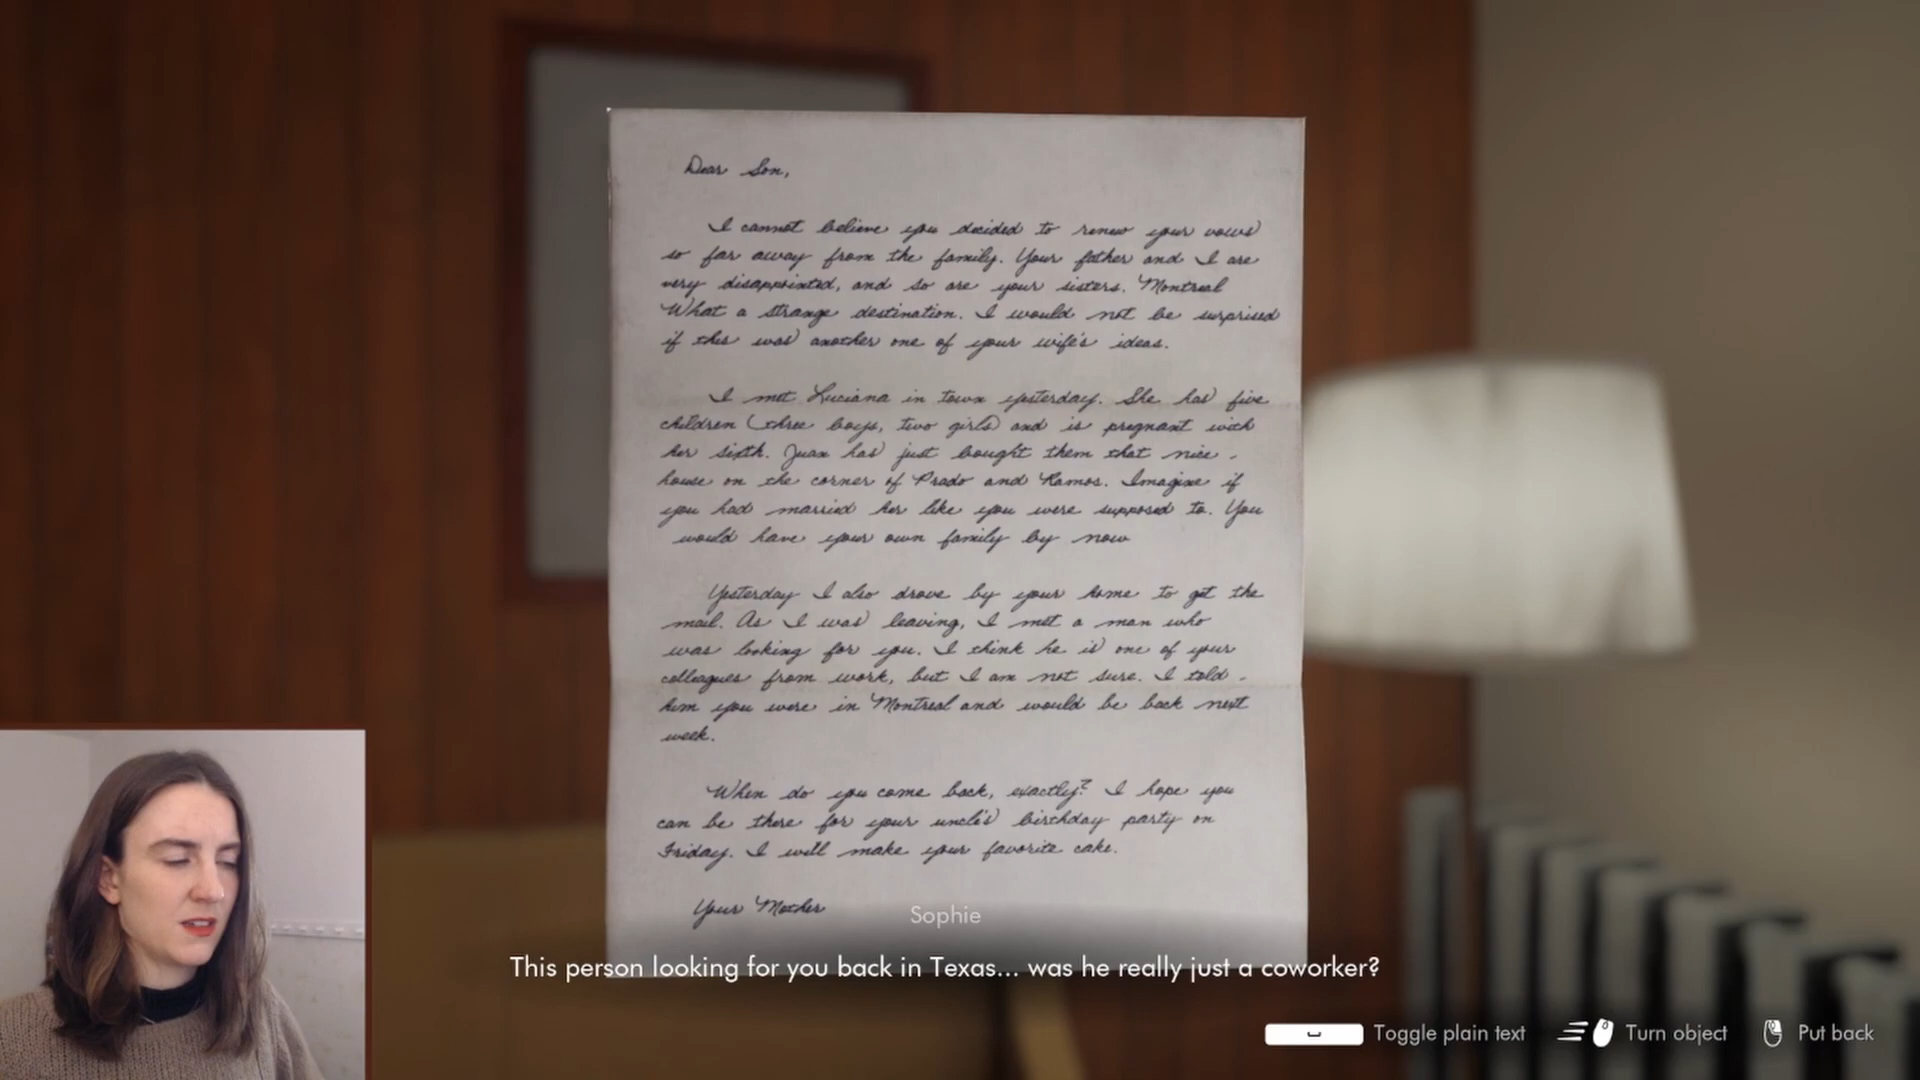 Dear Son,
I cannot believe you decided to renew your vows
so far away from the family. Your father and I are
very disappointed, and so are your sisters. Montreal
What a strange destination. I would not be surprised
if this was another one of your wife's ideas.
I met Luciana in town yesterday. She has five
children (three boys, two girls) and is pregnant with
her sixth. Juan has just bought them that nice
house on the corner of Prado and Ramos. Imagine if
you had married her like you were supposed to. You
would have your own family by now
Yesterday I also drove by your home to get the
mail. As I was leaving, I met a man who
was looking for you. I think he is one of your
colleagues from work, but I am not sure. I told
him you were in Montreal and would be back next
week.
When do you come back, exactly? I hope you
can be there for your uncle's birthday party on
Friday. I will make your favorite cake.
Your Mother
Sophie
This person looking for you back in Texas... was he really just a coworker?
Toggle plain text
Turn object
Put back